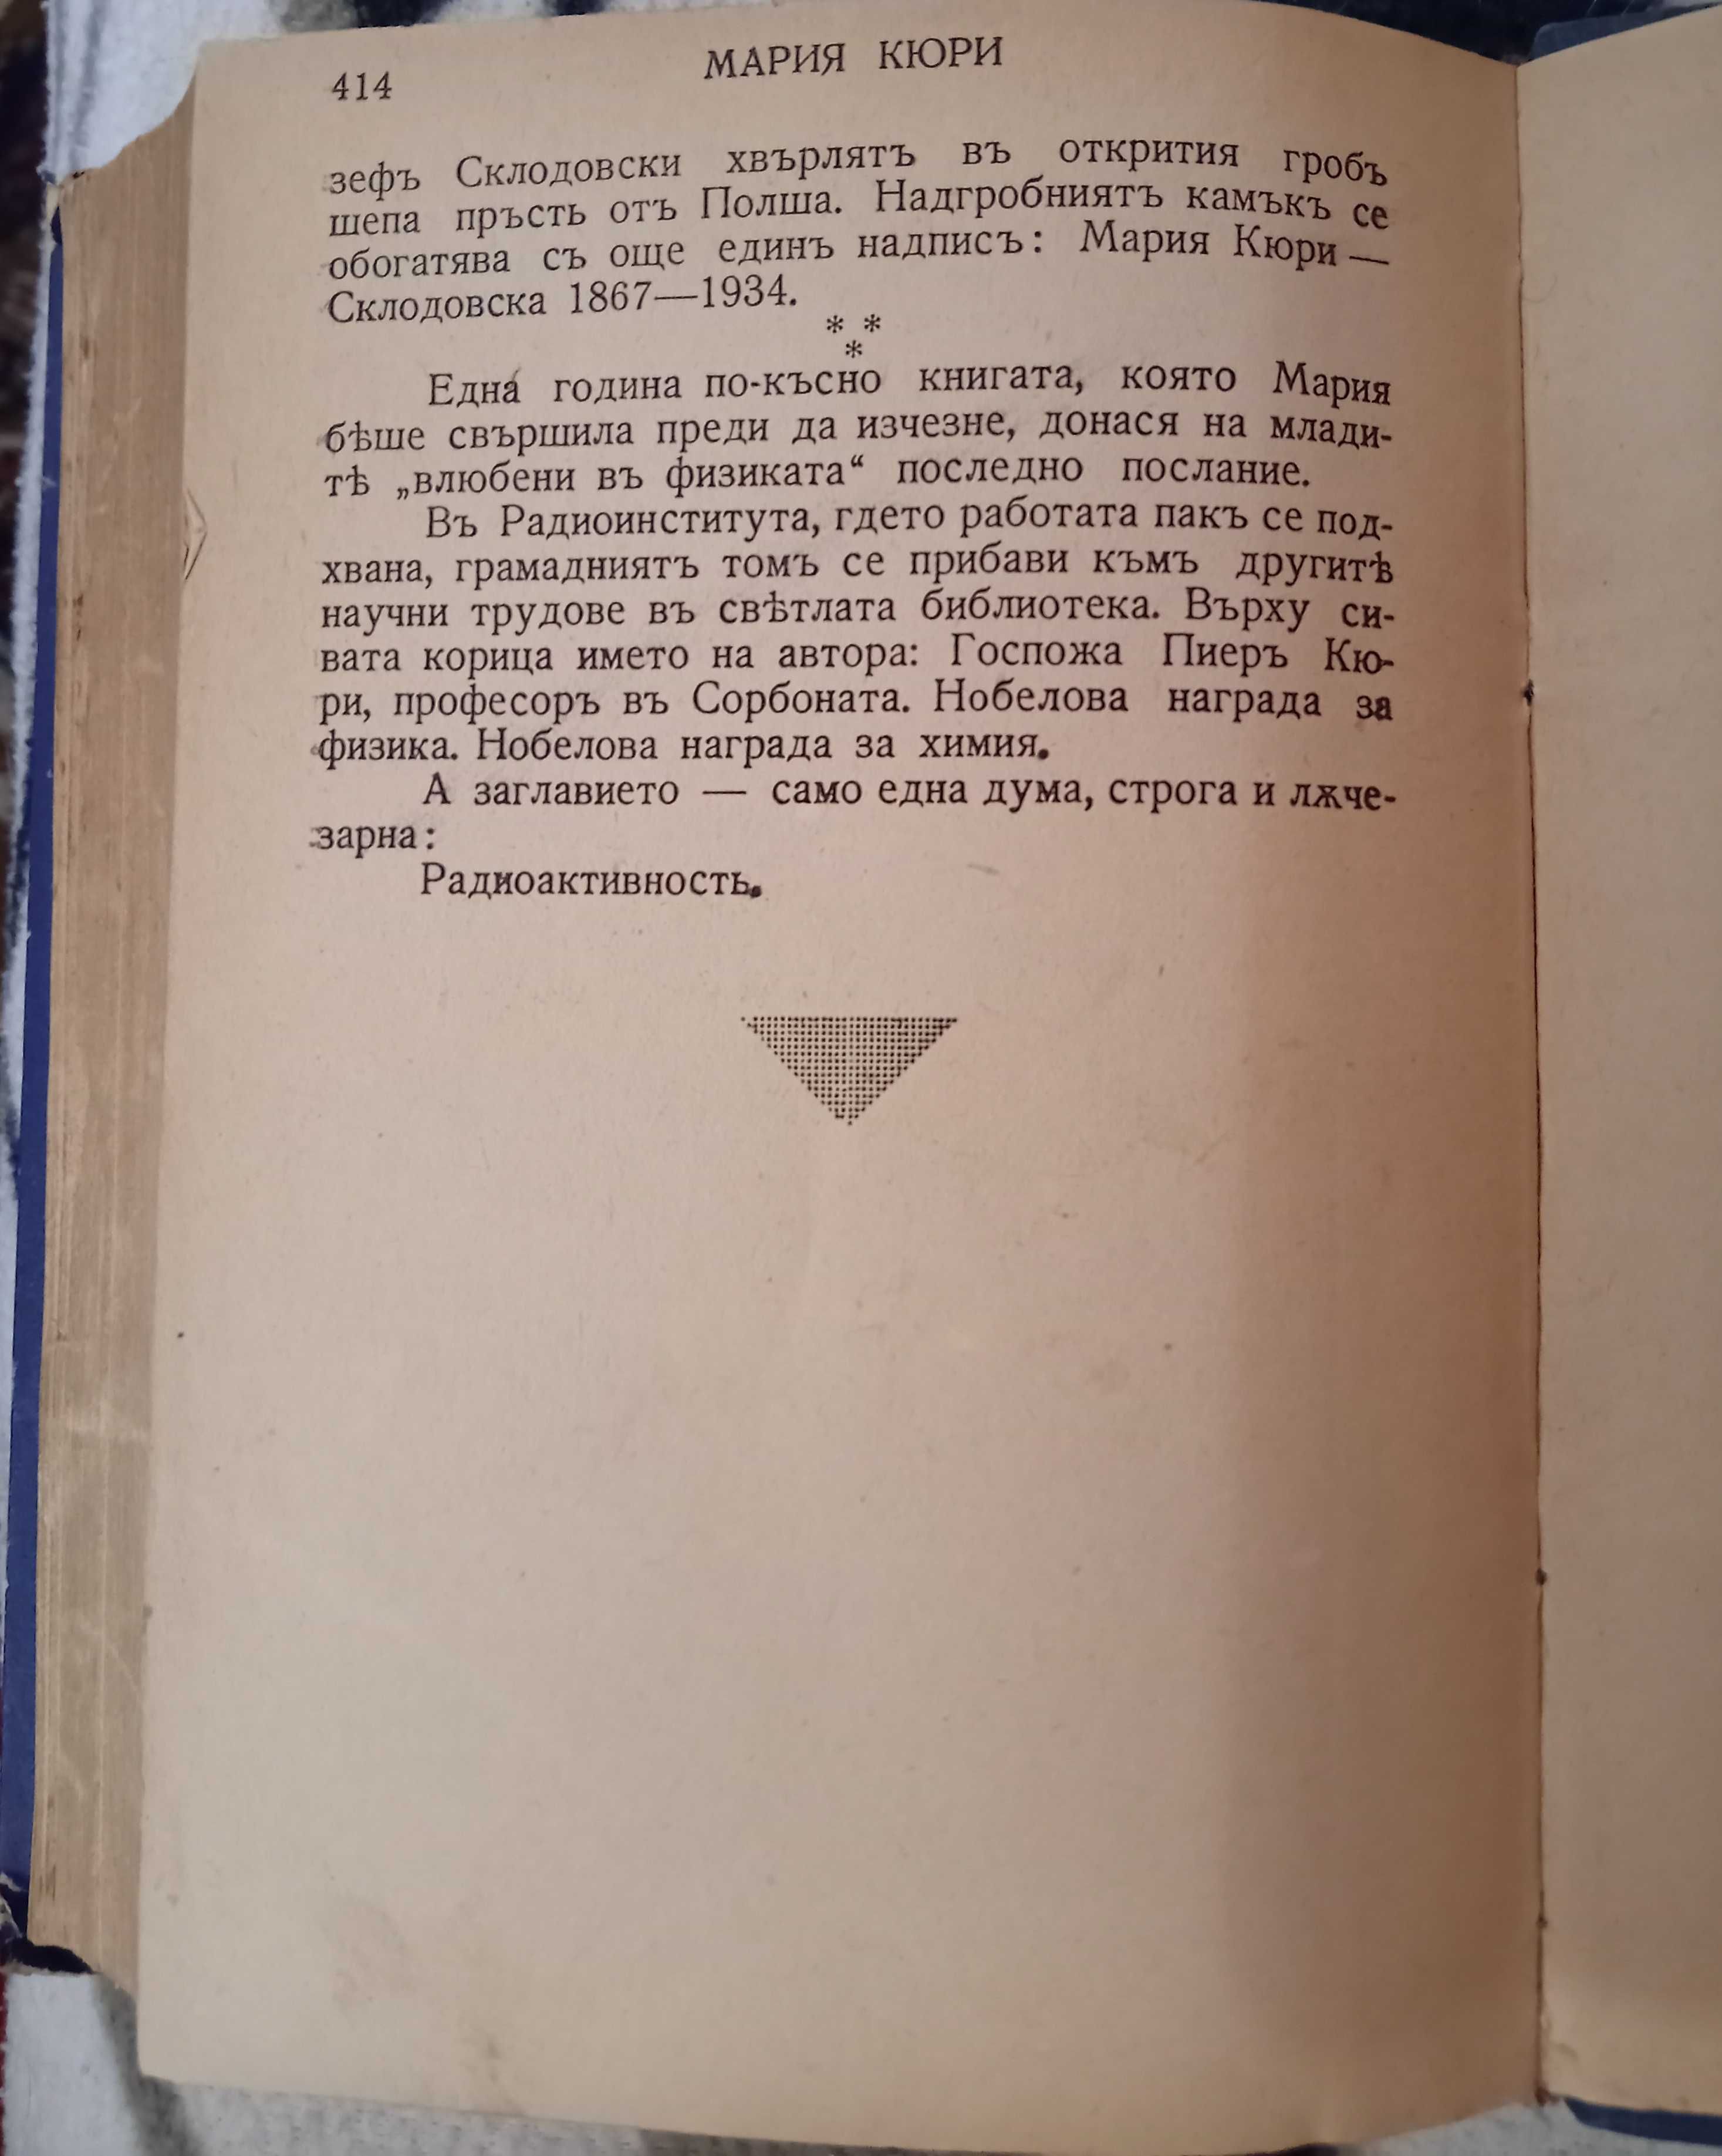 414
МАРИЯ КЮРИ
зефъ Склодовски хвърлятъ въ открития гробъ
шепа пръсть отъ Полша. Надгробниятъ камъкъ се
обогатява съ още единъ надписъ: Мария Кюри —
Склодовска 1867—1934.
* *
*
Една година по-късно книгата, която Мария
бѣше свършила преди да изчезне, донася на млади-
тѣ „влюбени въ физиката“ последно послание.
Въ Радиоинститута, гдето работата пакъ се под-
хвана, грамадниятъ томъ се прибави къмъ другитѣ
научни трудове въ свѣтлата библиотека. Върху си-
вата корица името на автора: Госпожа Пиеръ Кю-
ри, професоръ въ Сорбоната. Нобелова награда за
физика. Нобелова награда за химия.
А заглавието — само една дума, строга и лѫче-
зарна:
Радиоактивность.